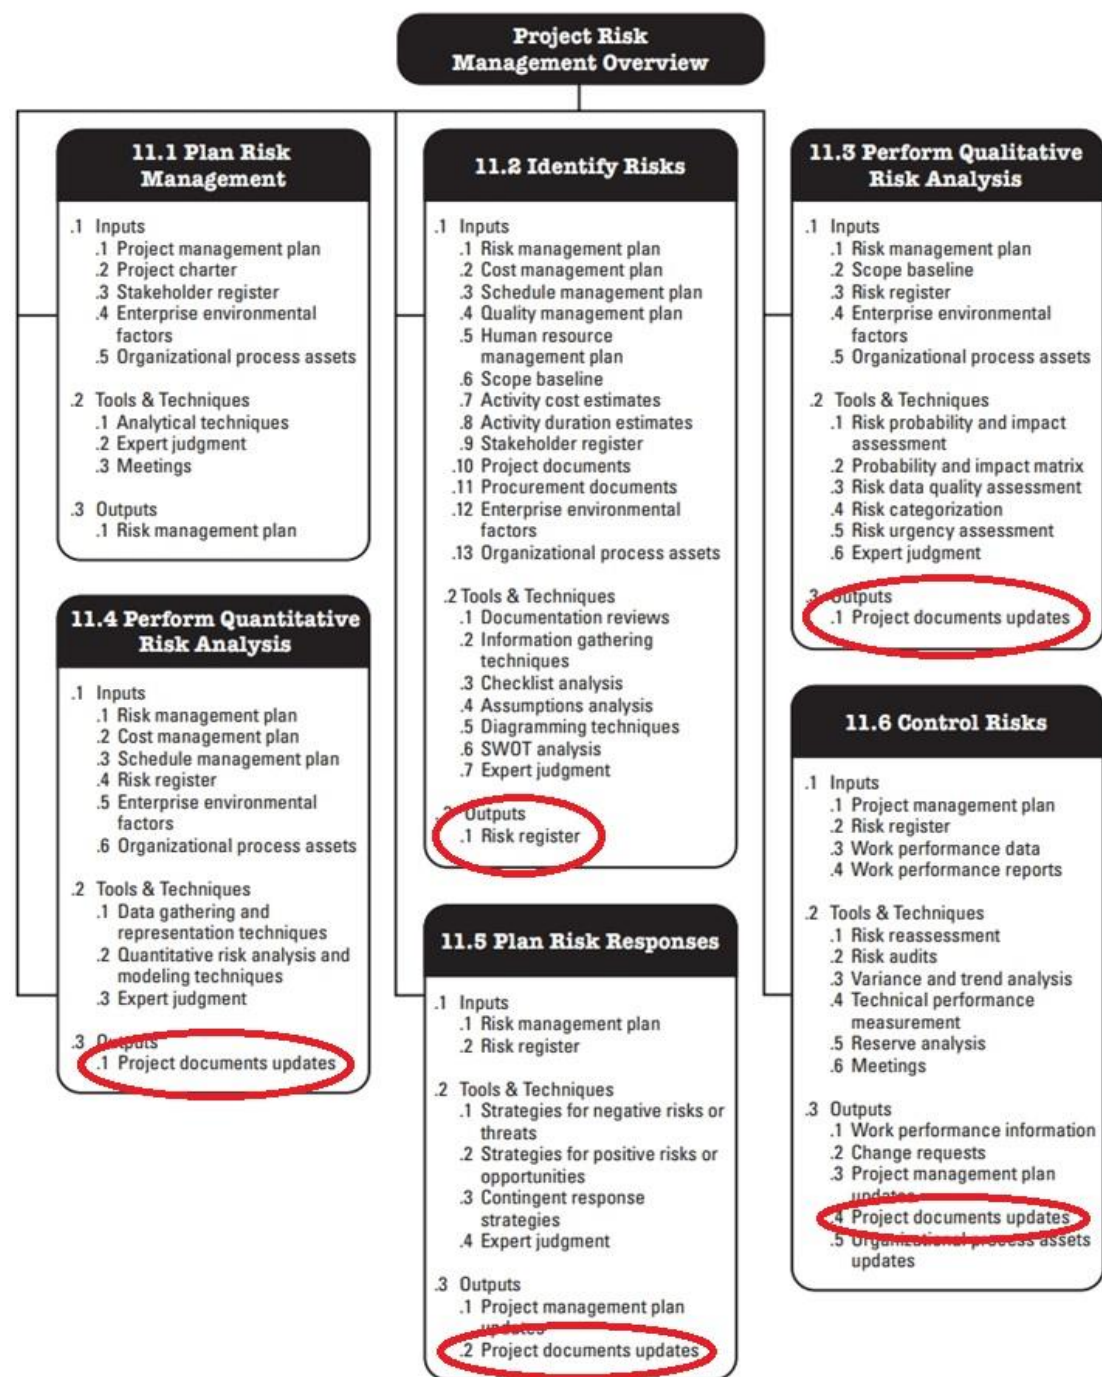 Project Risk
Management Overview
11.1 Plan Risk
Management
.1 Inputs
.1 Project management plan
.2 Project charter
.3 Stakeholder register
.4 Enterprise environmental
factors
.5 Organizational process assets
.2 Tools & Techniques
.1 Analytical techniques
.2 Expert judgment
.3 Meetings
.3 Outputs
.1 Risk management plan
11.2 Identify Risks
.1 Inputs
.1 Risk management plan
.2 Cost management plan
.3 Schedule management plan
.4 Quality management plan
.5 Human resource
management plan
.6 Scope baseline
.7 Activity cost estimates
.8 Activity duration estimates
.9 Stakeholder register
.10 Project documents
.11 Procurement documents
.12 Enterprise environmental
factors
.13 Organizational process assets
.2 Tools & Techniques
.1 Documentation reviews
.2 Information gathering
techniques
.3 Checklist analysis
.4 Assumptions analysis
.5 Diagramming techniques
.6 SWOT analysis
.7 Expert judgment
.3 Outputs
.1 Risk register
11.3 Perform Qualitative
Risk Analysis
.1 Inputs
.1 Risk management plan
.2 Scope baseline
.3 Risk register
.4 Enterprise environmental
factors
.5 Organizational process assets
.2 Tools & Techniques
.1 Risk probability and impact
assessment
.2 Probability and impact matrix
.3 Risk data quality assessment
.4 Risk categorization
.5 Risk urgency assessment
.6 Expert judgment
.3 Outputs
.1 Project documents updates
11.4 Perform Quantitative
Risk Analysis
.1 Inputs
.1 Risk management plan
.2 Cost management plan
.3 Schedule management plan
.4 Risk register
.5 Enterprise environmental
factors
.6 Organizational process assets
.2 Tools & Techniques
.1 Data gathering and
representation techniques
.2 Quantitative risk analysis and
modeling techniques
.3 Expert judgment
.3 Outputs
.1 Project documents updates
11.5 Plan Risk Responses
.1 Inputs
.1 Risk management plan
.2 Risk register
.2 Tools & Techniques
.1 Strategies for negative risks or
threats
.2 Strategies for positive risks or
opportunities
.3 Contingent response
strategies
.4 Expert judgment
.3 Outputs
.1 Project management plan
updates
.2 Project documents updates
11.6 Control Risks
.1 Inputs
.1 Project management plan
.2 Risk register
.3 Work performance data
.4 Work performance reports
.2 Tools & Techniques
.1 Risk reassessment
.2 Risk audits
.3 Variance and trend analysis
.4 Technical performance
measurement
.5 Reserve analysis
.6 Meetings
.3 Outputs
.1 Work performance information
.2 Change requests
.3 Project management plan
updates
.4 Project documents updates
.5 Organizational process assets
updates